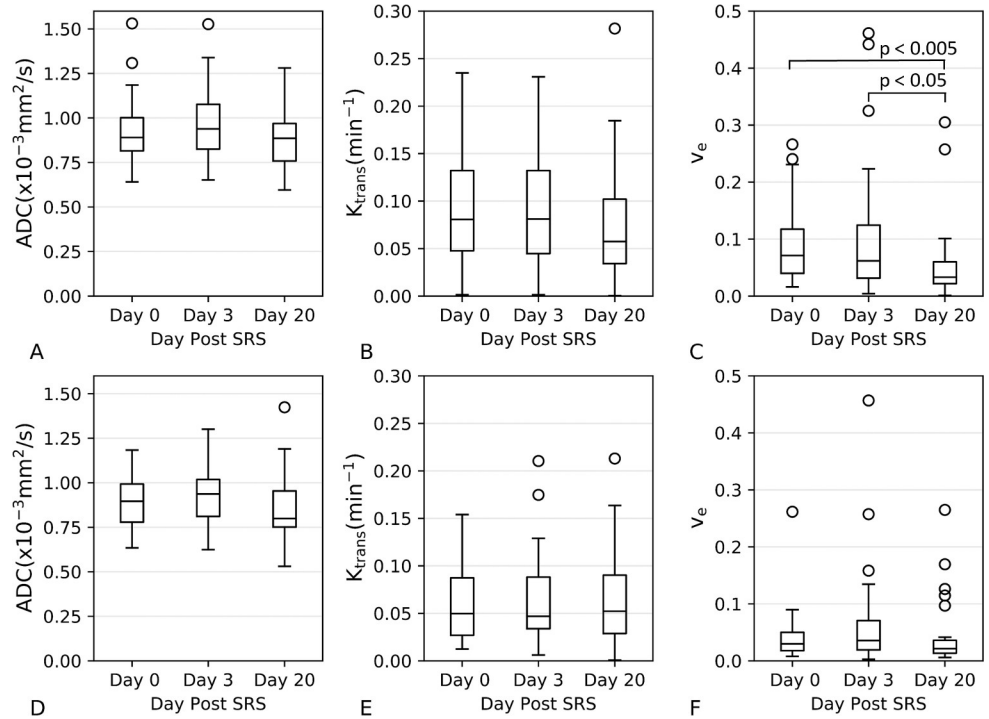 ADC(x10⁻³mm²/s)
1.50
1.25
1.00
0.75
0.50
0.25
0.00
Day 0 Day 3 Day 20
Day Post SRS
A
K_trans(min⁻¹)
0.30
0.25
0.20
0.15
0.10
0.05
0.00
Day 0 Day 3 Day 20
Day Post SRS
B
v_e
0.5
0.4
0.3
0.2
0.1
0.0
p < 0.005
p < 0.05
Day 0 Day 3 Day 20
Day Post SRS
C
ADC(x10⁻³mm²/s)
1.50
1.25
1.00
0.75
0.50
0.25
0.00
Day 0 Day 3 Day 20
Day Post SRS
D
K_trans(min⁻¹)
0.30
0.25
0.20
0.15
0.10
0.05
0.00
Day 0 Day 3 Day 20
Day Post SRS
E
v_e
0.5
0.4
0.3
0.2
0.1
0.0
Day 0 Day 3 Day 20
Day Post SRS
F